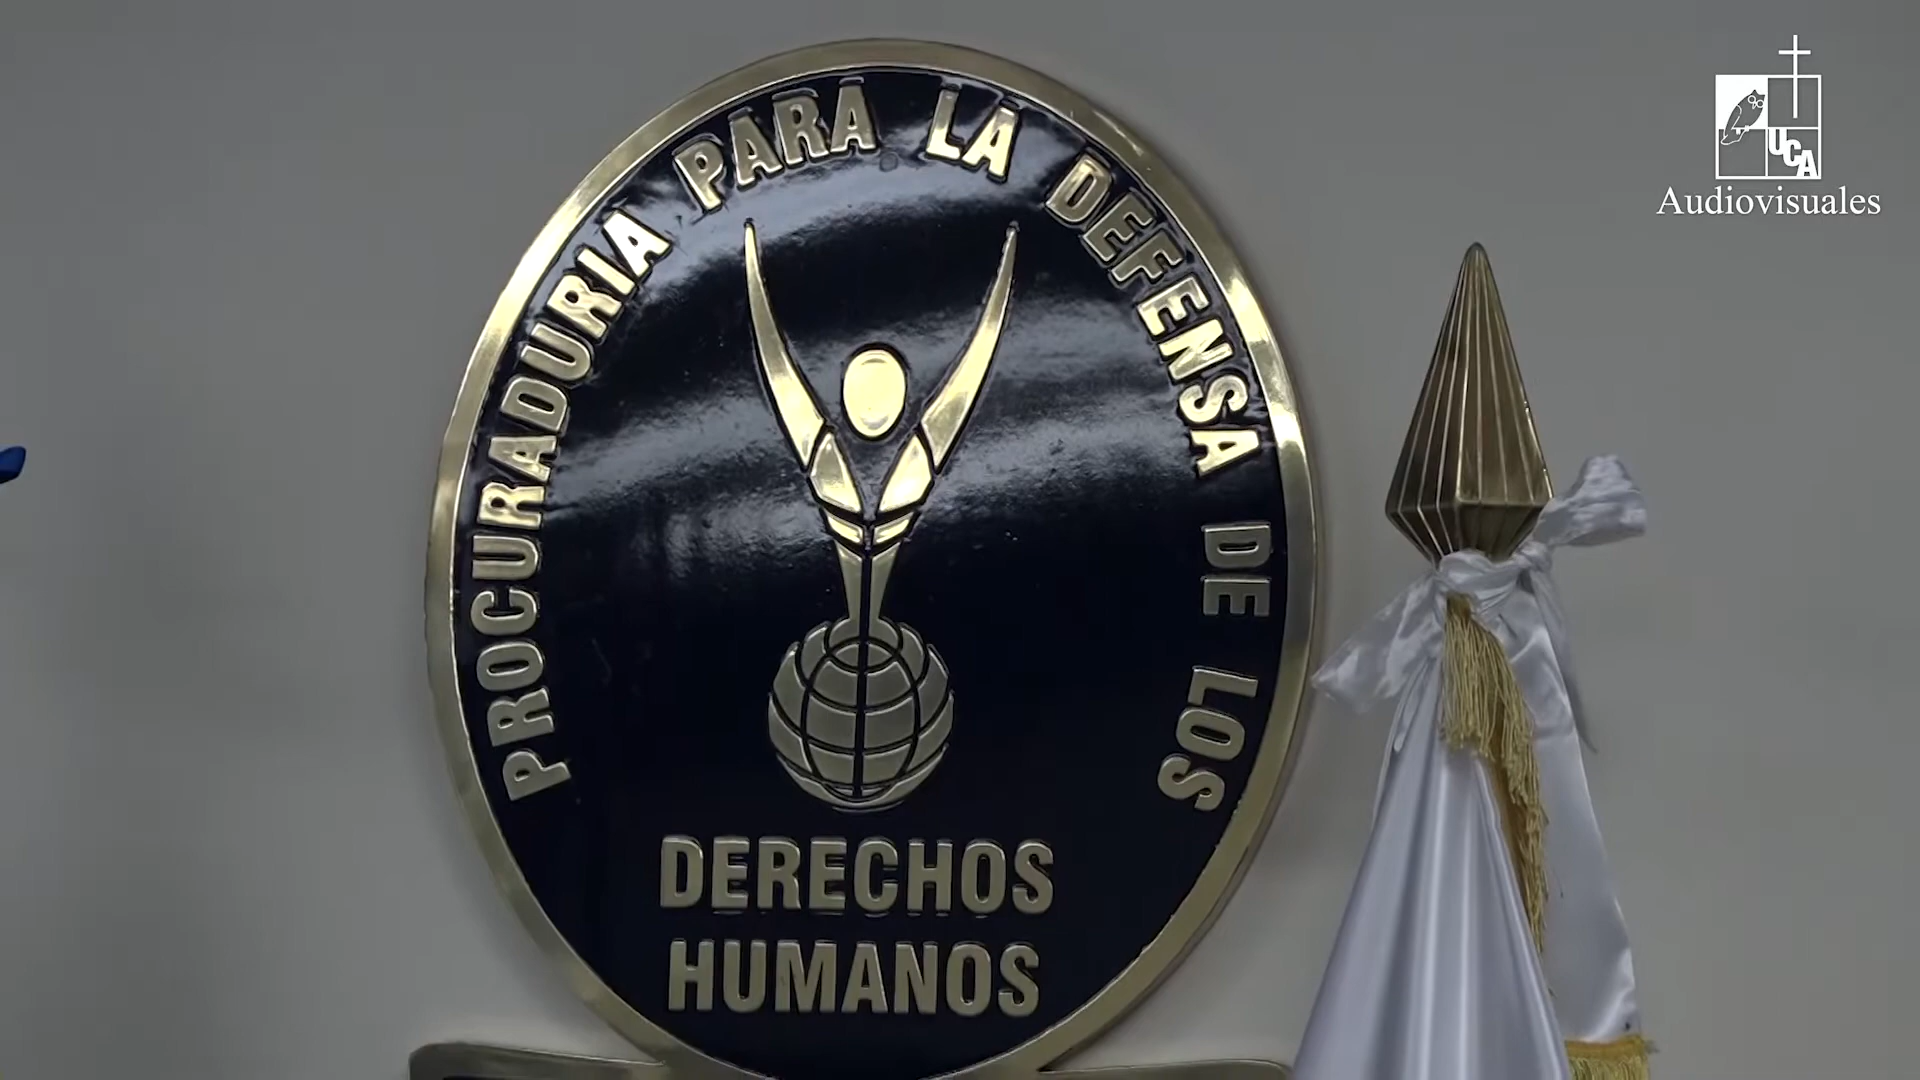 PROCURADURIA PARA LA DEFENSA DE LOS
DERECHOS
HUMANOS
UCA
Audiovisuales